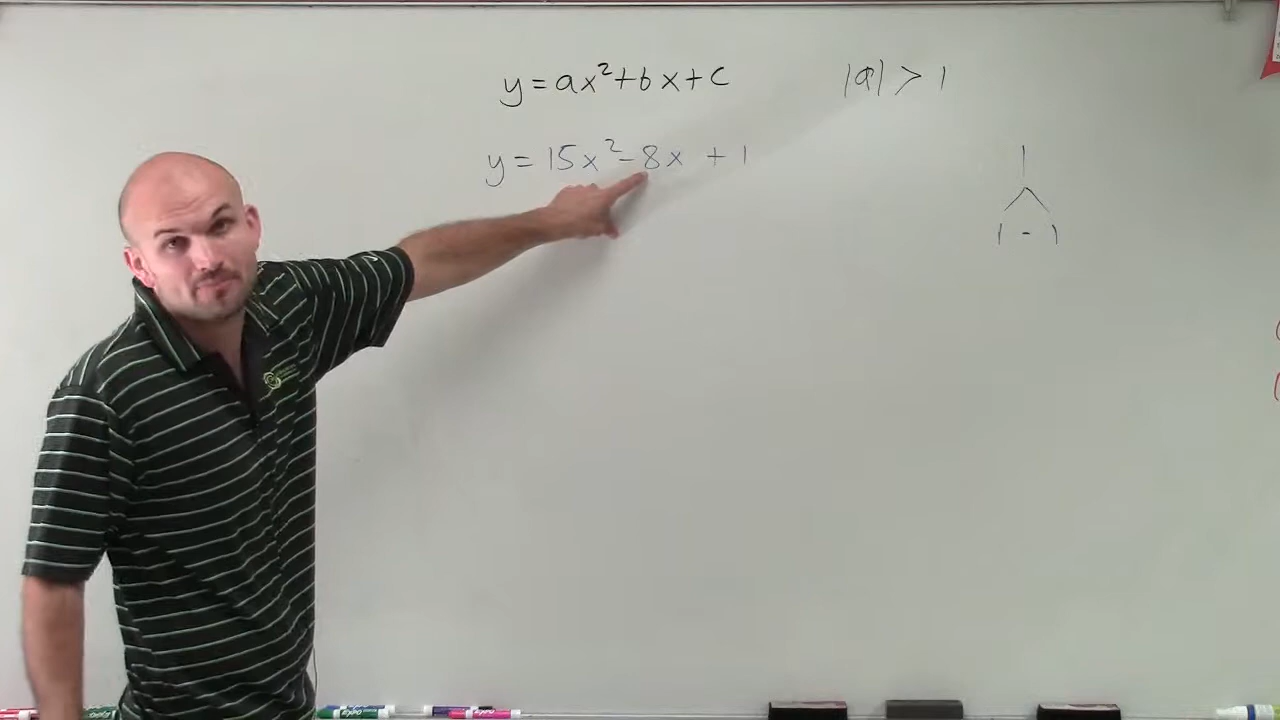 y = ax² + bx + c |a| > 1
y = 15x² - 8x + 1
1
1 - 1